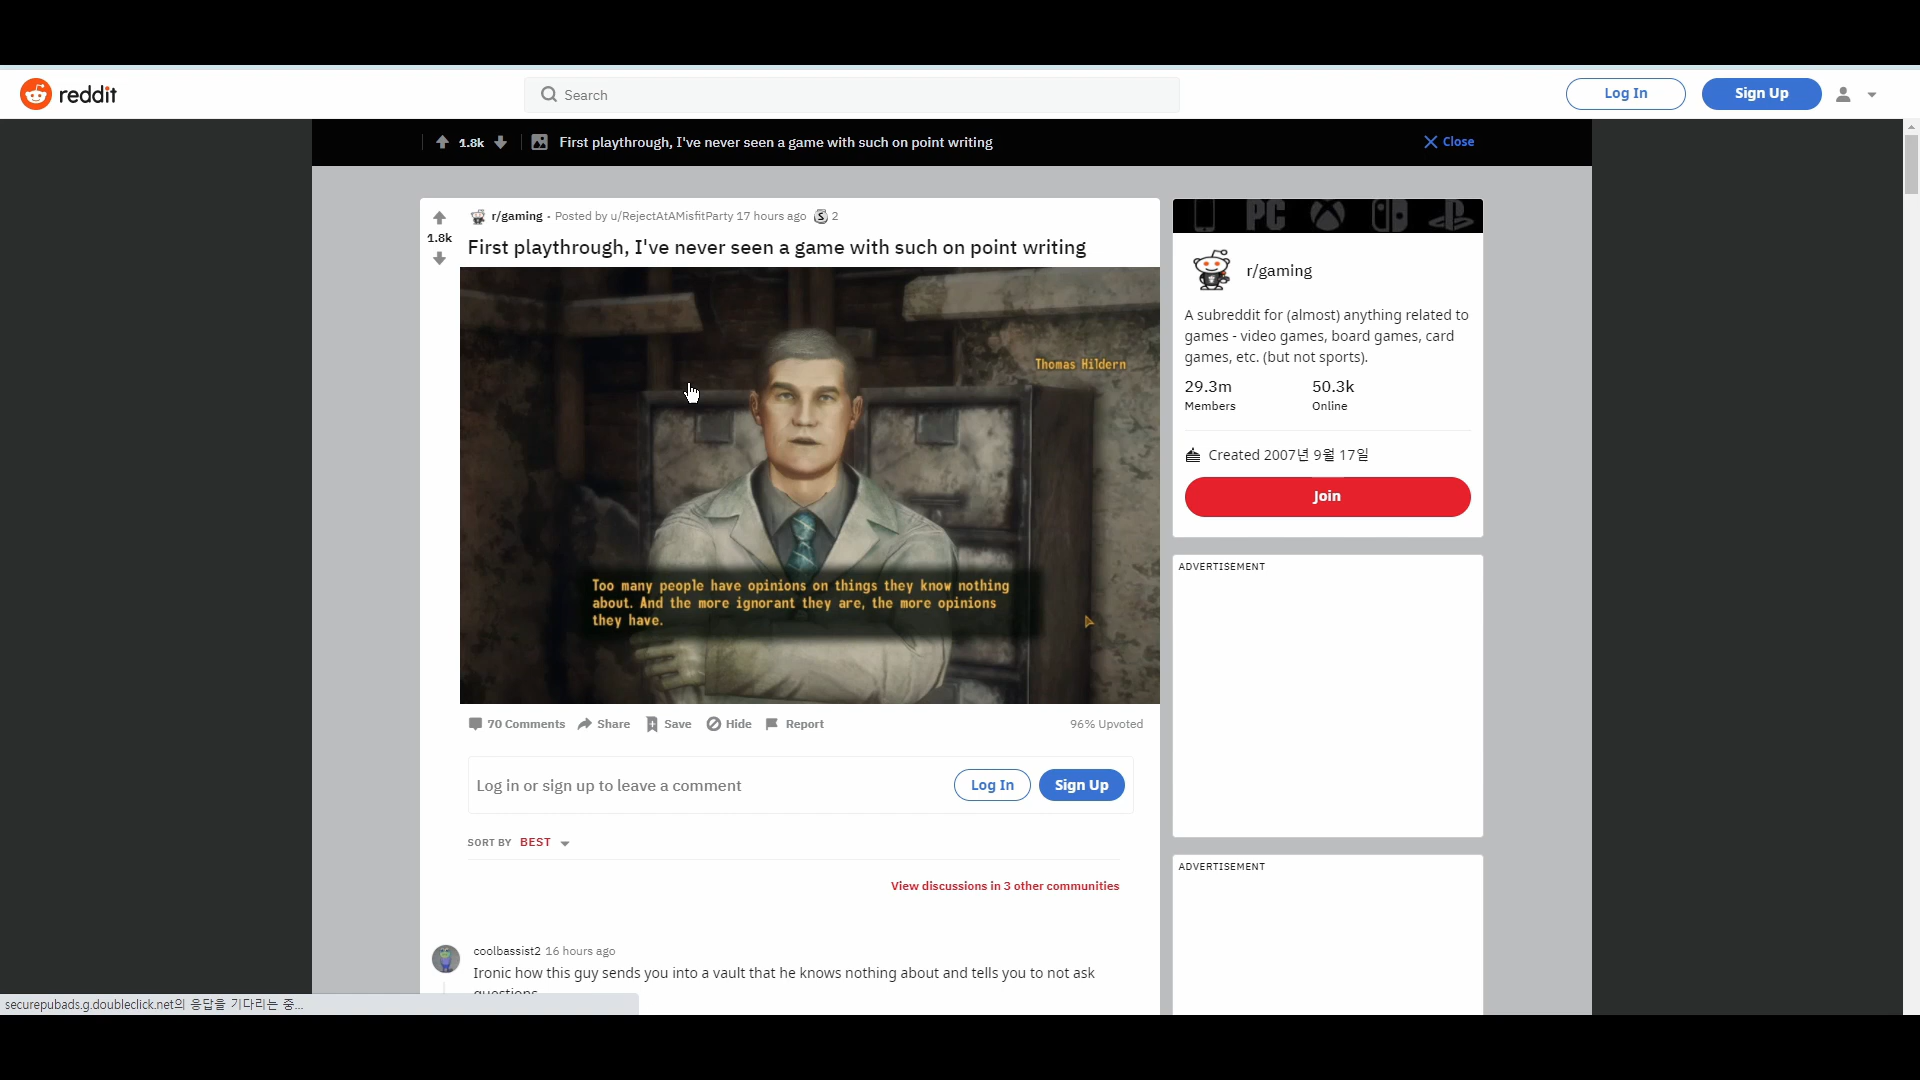 reddit
Search
Log In
Sign Up
1.8k
First playthrough, I've never seen a game with such on point writing
Close
r/gaming · Posted by u/RejectAtAMisfitParty 17 hours ago S 2
1.8k
First playthrough, I've never seen a game with such on point writing
Thomas Hildern
Too many people have opinions on things they know nothing
about. And the more ignorant they are, the more opinions
they have.
70 Comments
Share
Save
Hide
Report
96% Upvoted
Log in or sign up to leave a comment
Log In
Sign Up
SORT BY BEST
View discussions in 3 other communities
coolbassist2 16 hours ago
Ironic how this guy sends you into a vault that he knows nothing about and tells you to not ask
questions
PC
r/gaming
A subreddit for (almost) anything related to
games - video games, board games, card
games, etc. (but not sports).
29.3m
Members
50.3k
Online
Created 2007년 9월 17일
Join
ADVERTISEMENT
ADVERTISEMENT
securepubads.g.doubleclick.net의 응답을 기다리는 중...